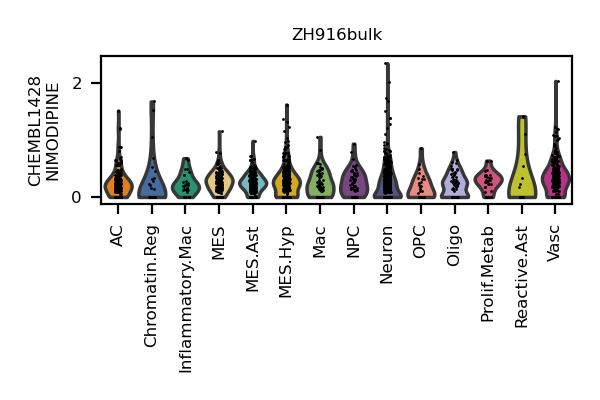 ZH916bulk
CHEMBL1428
NIMODIPINE
2
0
AC
Chromatin.Reg
Inflammatory.Mac
MES
MES.Ast
MES.Hyp
Mac
NPC
Neuron
OPC
Oligo
Prolif.Metab
Reactive.Ast
Vasc